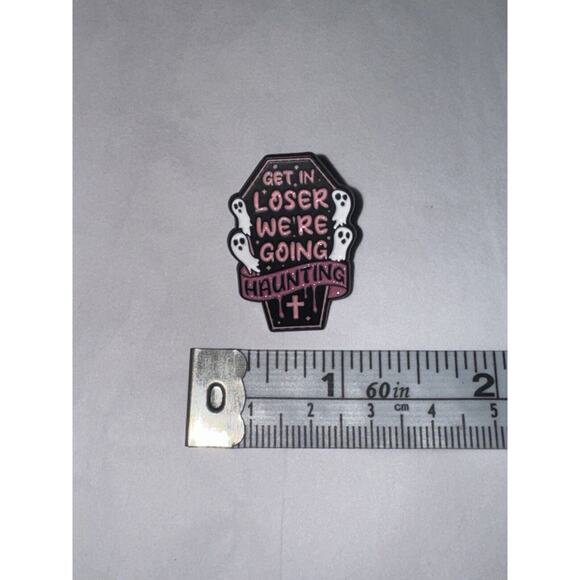 GET IN
LOSER
WE'RE
GOING
HAUNTING
0 1 60in 2
1 2 3 cm 4 5